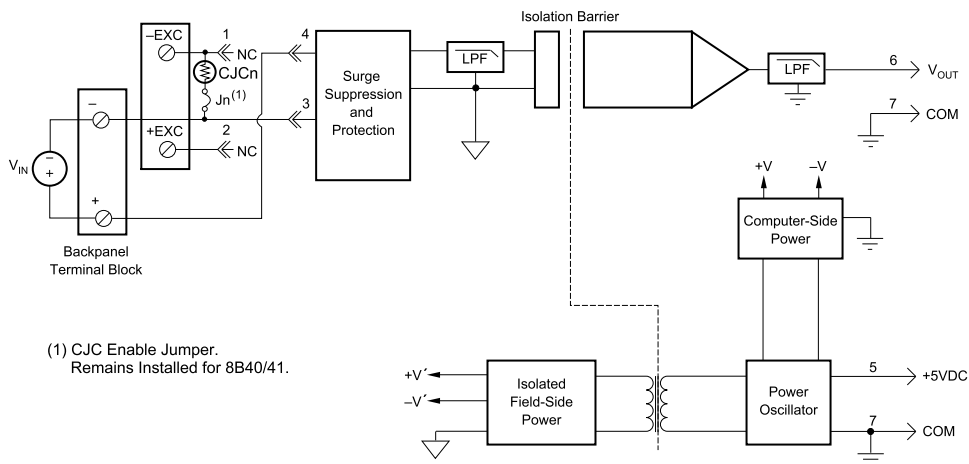 Isolation Barrier
–EXC
1
NC
CJCn
Jn(1)
4
3
+EXC
2
NC
Surge
Suppression
and
Protection
LPF
LPF
6
VOUT
7
COM
–
VIN
–
+
+
Backpanel
Terminal Block
+V
–V
Computer-Side
Power
(1) CJC Enable Jumper.
Remains Installed for 8B40/41.
+V´
–V´
Isolated
Field-Side
Power
Power
Oscillator
5
+5VDC
7
COM